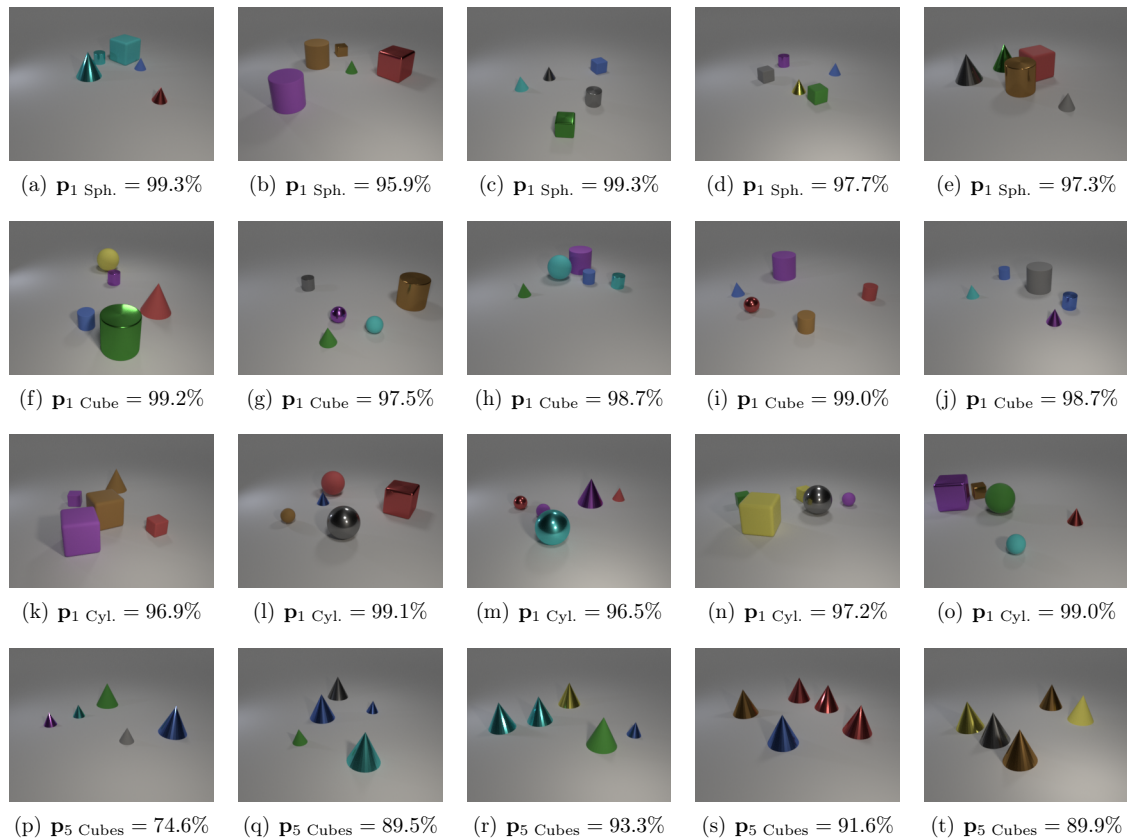 (a) p1 Sph. = 99.3% (b) p1 Sph. = 95.9% (c) p1 Sph. = 99.3% (d) p1 Sph. = 97.7% (e) p1 Sph. = 97.3%
(f) p1 Cube = 99.2% (g) p1 Cube = 97.5% (h) p1 Cube = 98.7% (i) p1 Cube = 99.0% (j) p1 Cube = 98.7%
(k) p1 Cyl. = 96.9% (l) p1 Cyl. = 99.1% (m) p1 Cyl. = 96.5% (n) p1 Cyl. = 97.2% (o) p1 Cyl. = 99.0%
(p) p5 Cubes = 74.6% (q) p5 Cubes = 89.5% (r) p5 Cubes = 93.3% (s) p5 Cubes = 91.6% (t) p5 Cubes = 89.9%